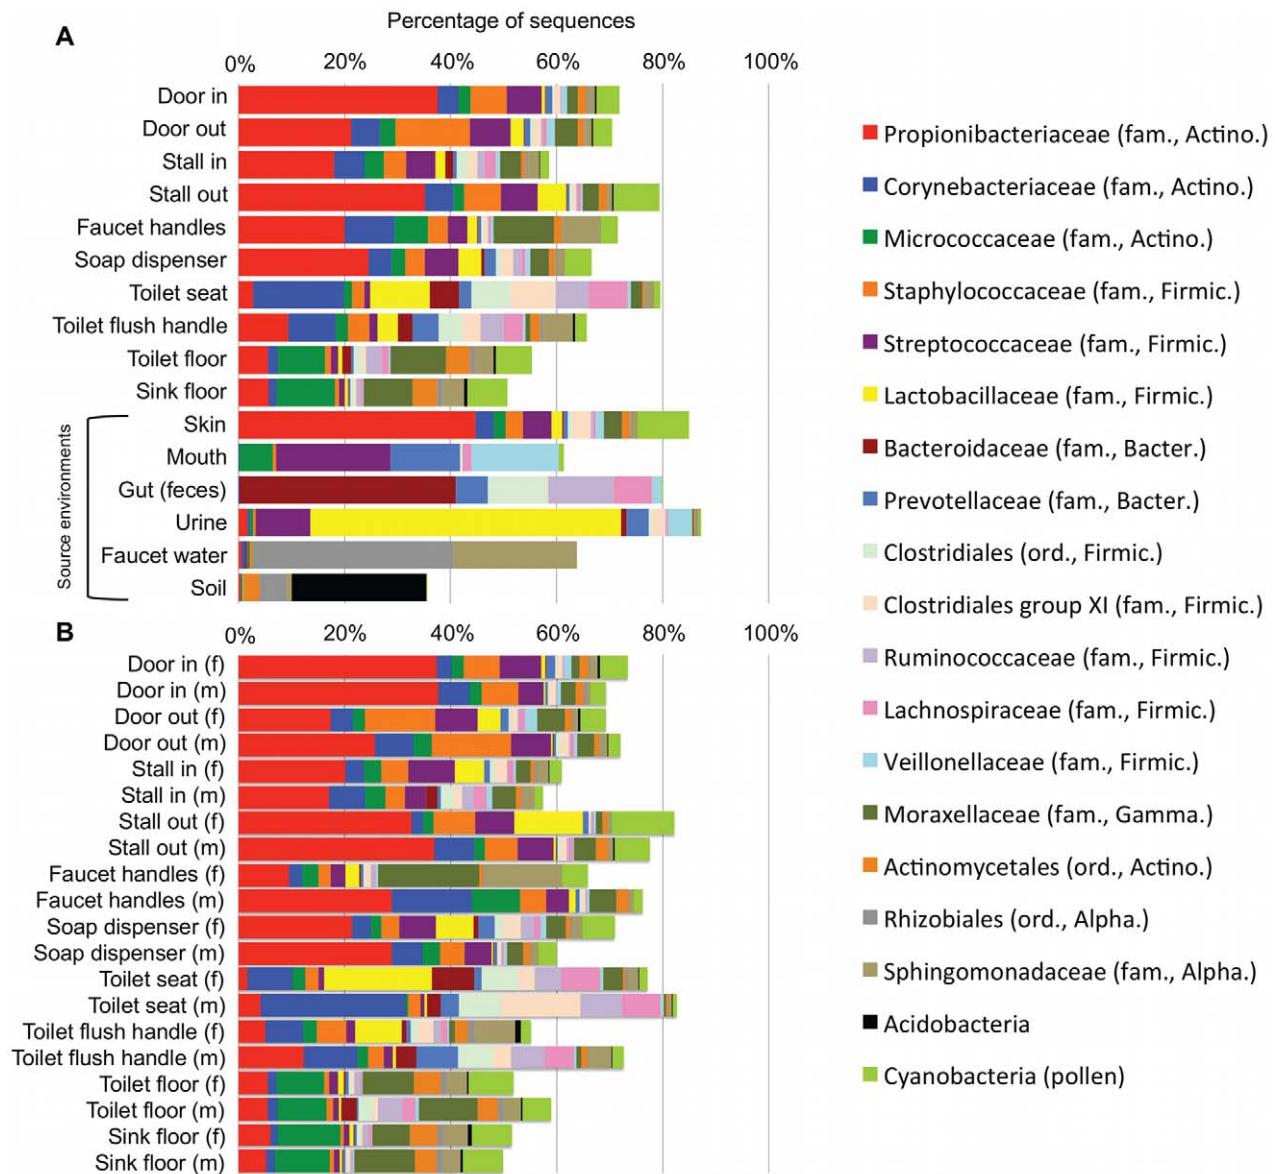 Percentage of sequences
A
0% 20% 40% 60% 80% 100%
Door in
Door out
Stall in
Stall out
Faucet handles
Soap dispenser
Toilet seat
Toilet flush handle
Toilet floor
Sink floor
Source environments
Skin
Mouth
Gut (feces)
Urine
Faucet water
Soil
B
0% 20% 40% 60% 80% 100%
Door in (f)
Door in (m)
Door out (f)
Door out (m)
Stall in (f)
Stall in (m)
Stall out (f)
Stall out (m)
Faucet handles (f)
Faucet handles (m)
Soap dispenser (f)
Soap dispenser (m)
Toilet seat (f)
Toilet seat (m)
Toilet flush handle (f)
Toilet flush handle (m)
Toilet floor (f)
Toilet floor (m)
Sink floor (f)
Sink floor (m)
Propionibacteriaceae (fam., Actino.)
Corynebacteriaceae (fam., Actino.)
Micrococcaceae (fam., Actino.)
Staphylococcaceae (fam., Firmic.)
Streptococcaceae (fam., Firmic.)
Lactobacillaceae (fam., Firmic.)
Bacteroidaceae (fam., Bacter.)
Prevotellaceae (fam., Bacter.)
Clostridiales (ord., Firmic.)
Clostridiales group XI (fam., Firmic.)
Ruminococcaceae (fam., Firmic.)
Lachnospiraceae (fam., Firmic.)
Veillonellaceae (fam., Firmic.)
Moraxellaceae (fam., Gamma.)
Actinomycetales (ord., Actino.)
Rhizobiales (ord., Alpha.)
Sphingomonadaceae (fam., Alpha.)
Acidobacteria
Cyanobacteria (pollen)